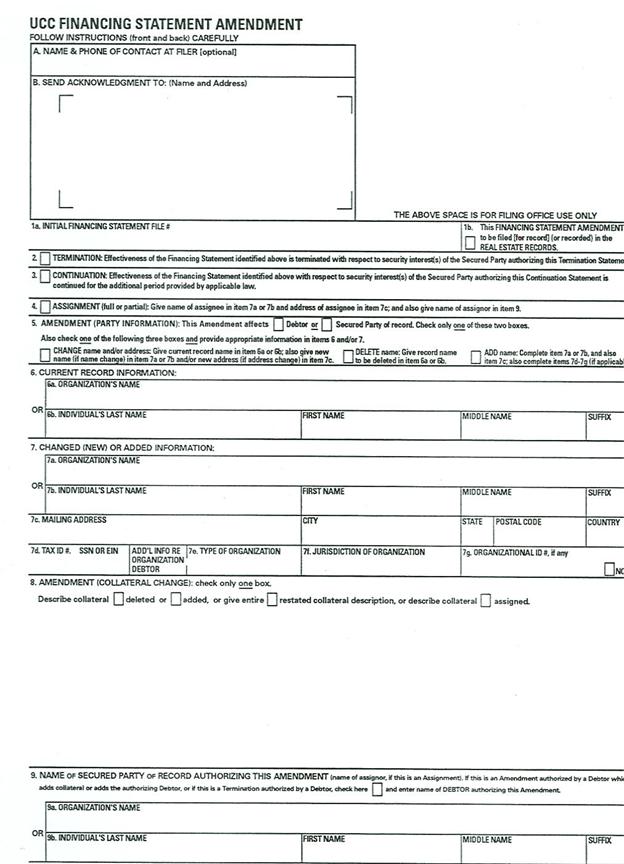 UCC FINANCING STATEMENT AMENDMENT
FOLLOW INSTRUCTIONS (front and back) CAREFULLY
A. NAME & PHONE OF CONTACT AT FILER [optional]
B. SEND ACKNOWLEDGMENT TO: (Name and Address)
THE ABOVE SPACE IS FOR FILING OFFICE USE ONLY
1a. INITIAL FINANCING STATEMENT FILE #
1b. This FINANCING STATEMENT AMENDMENT
to be filed [for record] (or recorded) in the
REAL ESTATE RECORDS.
2. TERMINATION: Effectiveness of the Financing Statement identified above is terminated with respect to security interest(s) of the Secured Party authorizing this Termination Stateme
3. CONTINUATION: Effectiveness of the Financing Statement identified above with respect to security interest(s) of the Secured Party authorizing this Continuation Statement is
continued for the additional period provided by applicable law.
4. ASSIGNMENT (full or partial): Give name of assignee in item 7a or 7b and address of assignee in item 7c; and also give name of assignor in item 9.
5. AMENDMENT (PARTY INFORMATION): This Amendment affects Debtor or Secured Party of record. Check only one of these two boxes.
Also check one of the following three boxes and provide appropriate information in items 6 and/or 7.
CHANGE name and/or address: Give current record name in item 6a or 6b; also give new
name (if name change) in item 7a or 7b and/or new address (if address change) in item 7c.
DELETE name: Give record name
to be deleted in item 6a or 6b.
ADD name: Complete item 7a or 7b, and also
item 7c; also complete items 7d-7g (if applicabl
6. CURRENT RECORD INFORMATION:
6a. ORGANIZATION'S NAME
OR
6b. INDIVIDUAL'S LAST NAME FIRST NAME MIDDLE NAME SUFFIX
7. CHANGED (NEW) OR ADDED INFORMATION:
7a. ORGANIZATION'S NAME
OR
7b. INDIVIDUAL'S LAST NAME FIRST NAME MIDDLE NAME SUFFIX
7c. MAILING ADDRESS CITY STATE POSTAL CODE COUNTRY
7d. TAX ID #. SSN OR EIN
ADD'L INFO RE
ORGANIZATION
DEBTOR
7e. TYPE OF ORGANIZATION
7f. JURISDICTION OF ORGANIZATION
7g. ORGANIZATIONAL ID #, if any
NO
8. AMENDMENT (COLLATERAL CHANGE): check only one box.
Describe collateral deleted or added, or give entire restated collateral description, or describe collateral assigned.
9. NAME OF SECURED PARTY OF RECORD AUTHORIZING THIS AMENDMENT (name of assignor, if this is an Assignment). If this is an Amendment authorized by a Debtor whic
adds collateral or adds the authorizing Debtor, or if this is a Termination authorized by a Debtor, check here and enter name of DEBTOR authorizing this Amendment.
9a. ORGANIZATION'S NAME
OR
9b. INDIVIDUAL'S LAST NAME FIRST NAME MIDDLE NAME SUFFIX